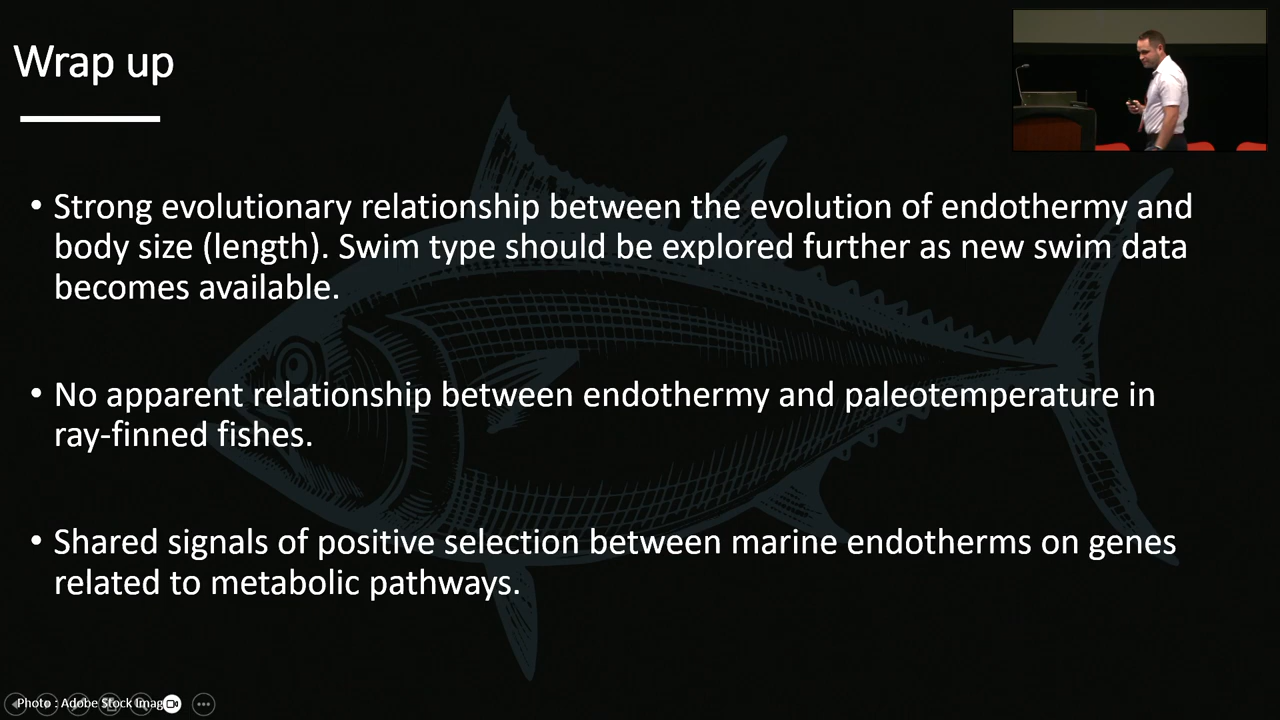 Wrap up
• Strong evolutionary relationship between the evolution of endothermy and
body size (length). Swim type should be explored further as new swim data
becomes available.
• No apparent relationship between endothermy and paleotemperature in
ray-finned fishes.
• Shared signals of positive selection between marine endotherms on genes
related to metabolic pathways.
Photo : Adobe Stock Imag